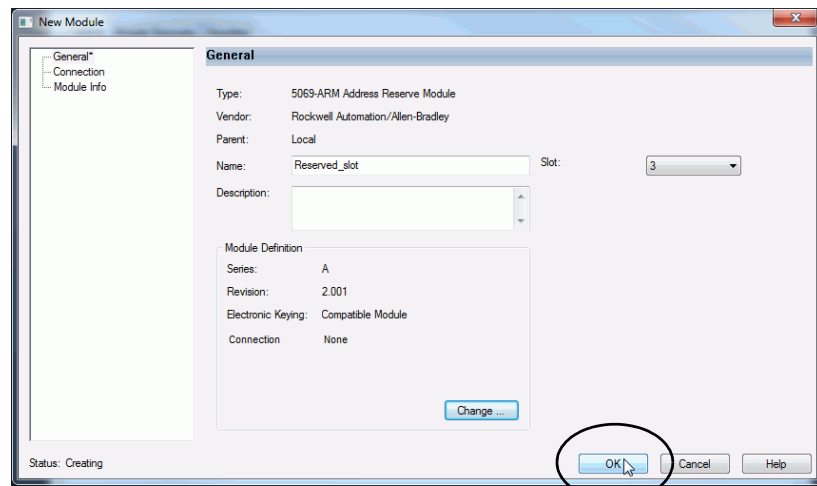 New Module
General*
Connection
Module Info
General
Type: 5069-ARM Address Reserve Module
Vendor: Rockwell Automation/Allen-Bradley
Parent: Local
Name: Reserved_slot Slot: 3
Description:
Module Definition
Series: A
Revision: 2.001
Electronic Keying: Compatible Module
Connection None
Change ...
Status: Creating OK Cancel Help